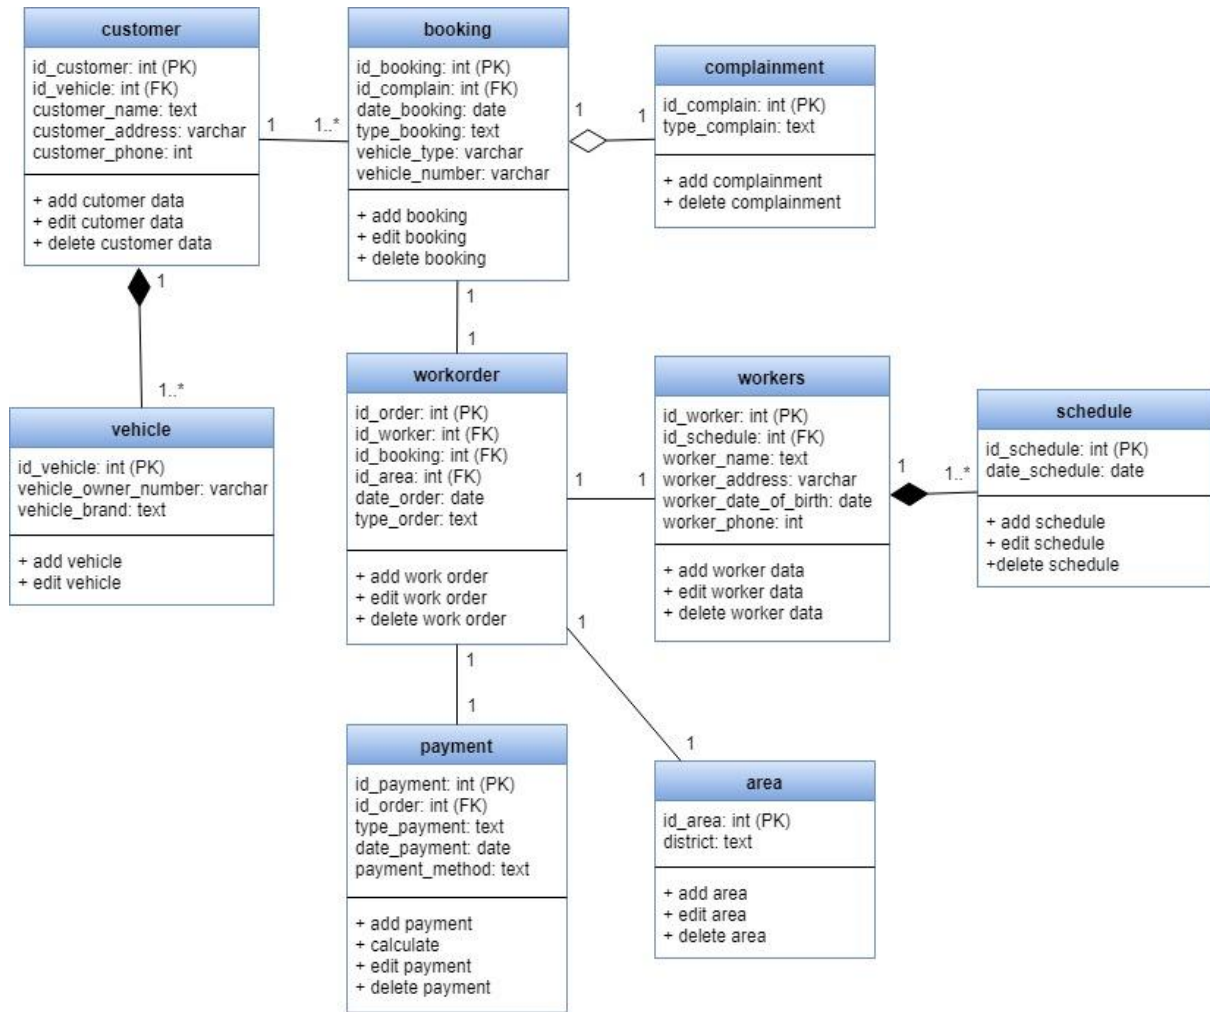 customer
id_customer: int (PK)
id_vehicle: int (FK)
customer_name: text
customer_address: varchar
customer_phone: int
+ add cutomer data
+ edit cutomer data
+ delete customer data
1
1..*
booking
id_booking: int (PK)
id_complain: int (FK)
date_booking: date
type_booking: text
vehicle_type: varchar
vehicle_number: varchar
+ add booking
+ edit booking
+ delete booking
1
1
complainment
id_complain: int (PK)
type_complain: text
+ add complainment
+ delete complainment
1
1..*
vehicle
id_vehicle: int (PK)
vehicle_owner_number: varchar
vehicle_brand: text
+ add vehicle
+ edit vehicle
1
1
workorder
id_order: int (PK)
id_worker: int (FK)
id_booking: int (FK)
id_area: int (FK)
date_order: date
type_order: text
+ add work order
+ edit work order
+ delete work order
1
1
workers
id_worker: int (PK)
id_schedule: int (FK)
worker_name: text
worker_address: varchar
worker_date_of_birth: date
worker_phone: int
+ add worker data
+ edit worker data
+ delete worker data
1
1..*
schedule
id_schedule: int (PK)
date_schedule: date
+ add schedule
+ edit schedule
+delete schedule
1
1
payment
id_payment: int (PK)
id_order: int (FK)
type_payment: text
date_payment: date
payment_method: text
+ add payment
+ calculate
+ edit payment
+ delete payment
1
1
area
id_area: int (PK)
district: text
+ add area
+ edit area
+ delete area